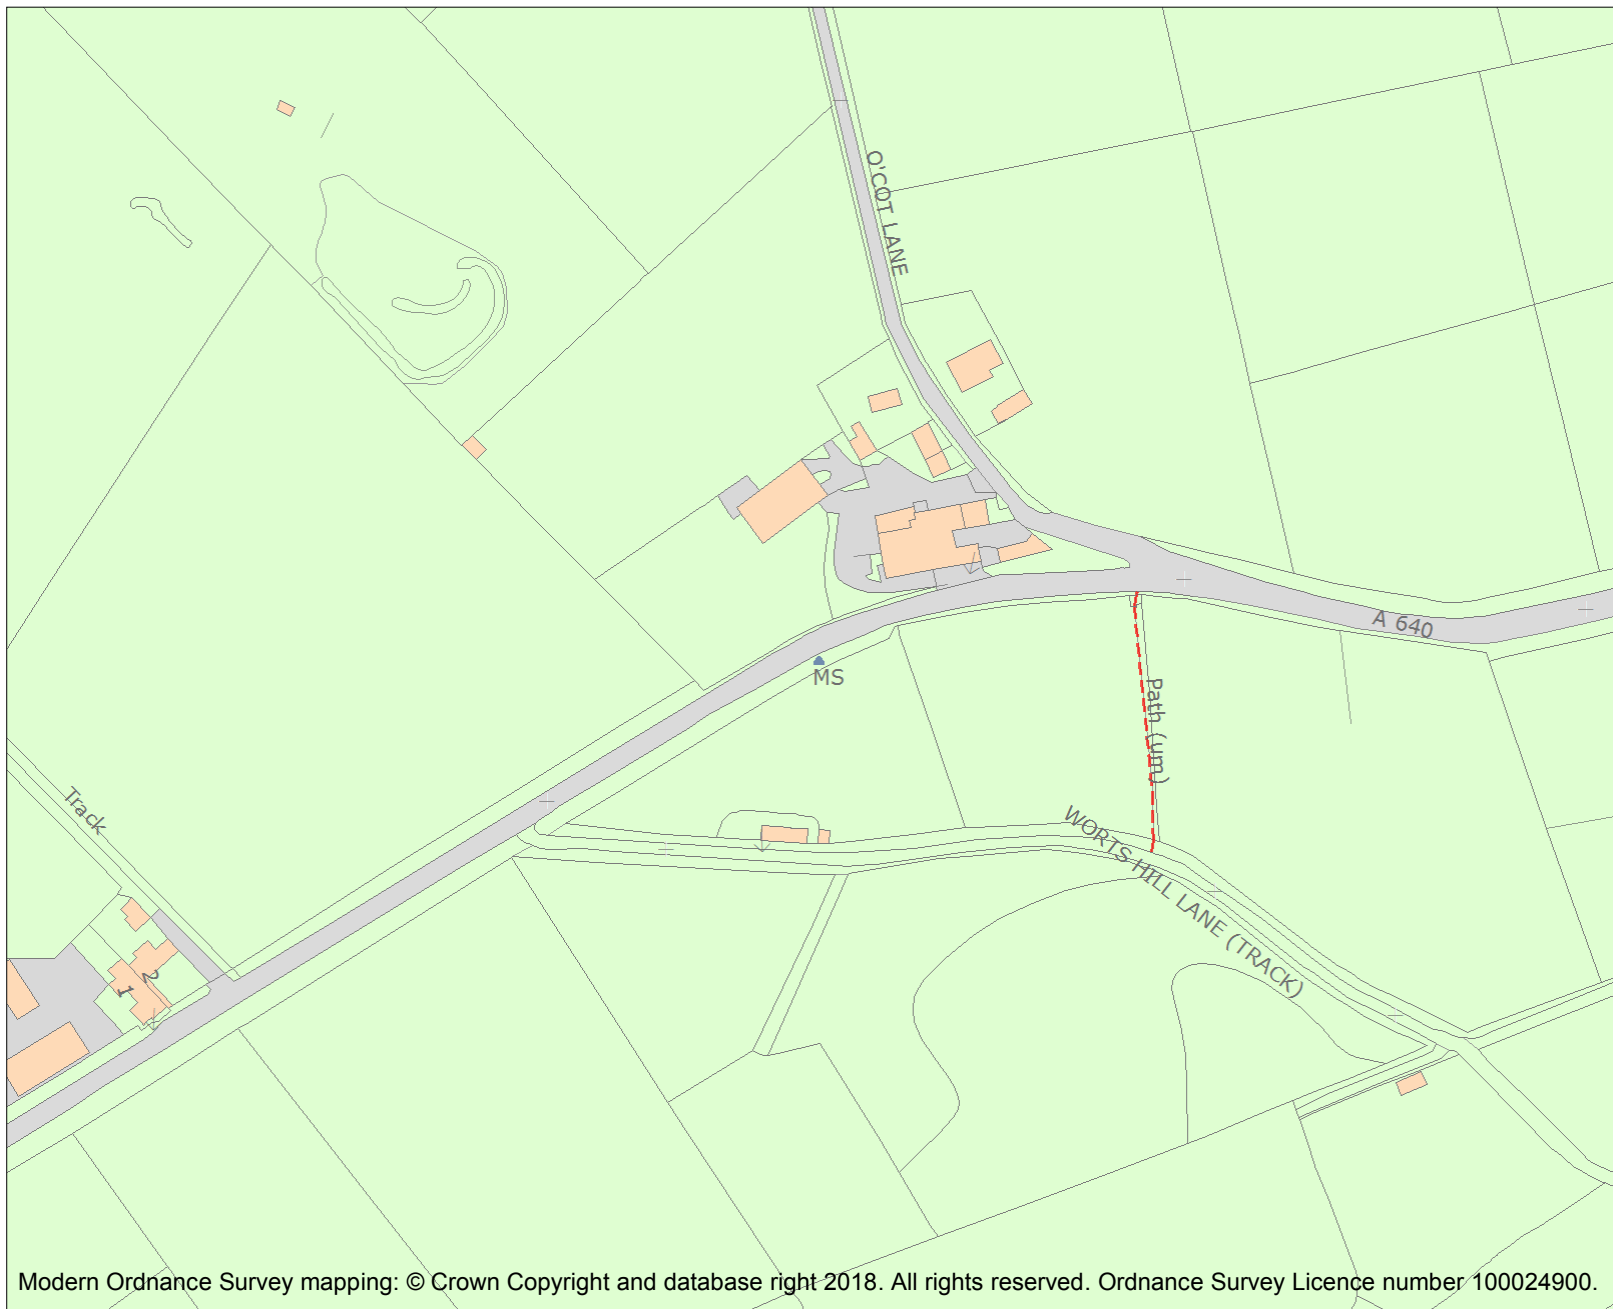 O'COT LANE
A 640
MS
Path (um)
Track
WORTS HILL LANE (TRACK)
2
1
Modern Ordnance Survey mapping: © Crown Copyright and database right 2018. All rights reserved. Ordnance Survey Licence number 100024900.